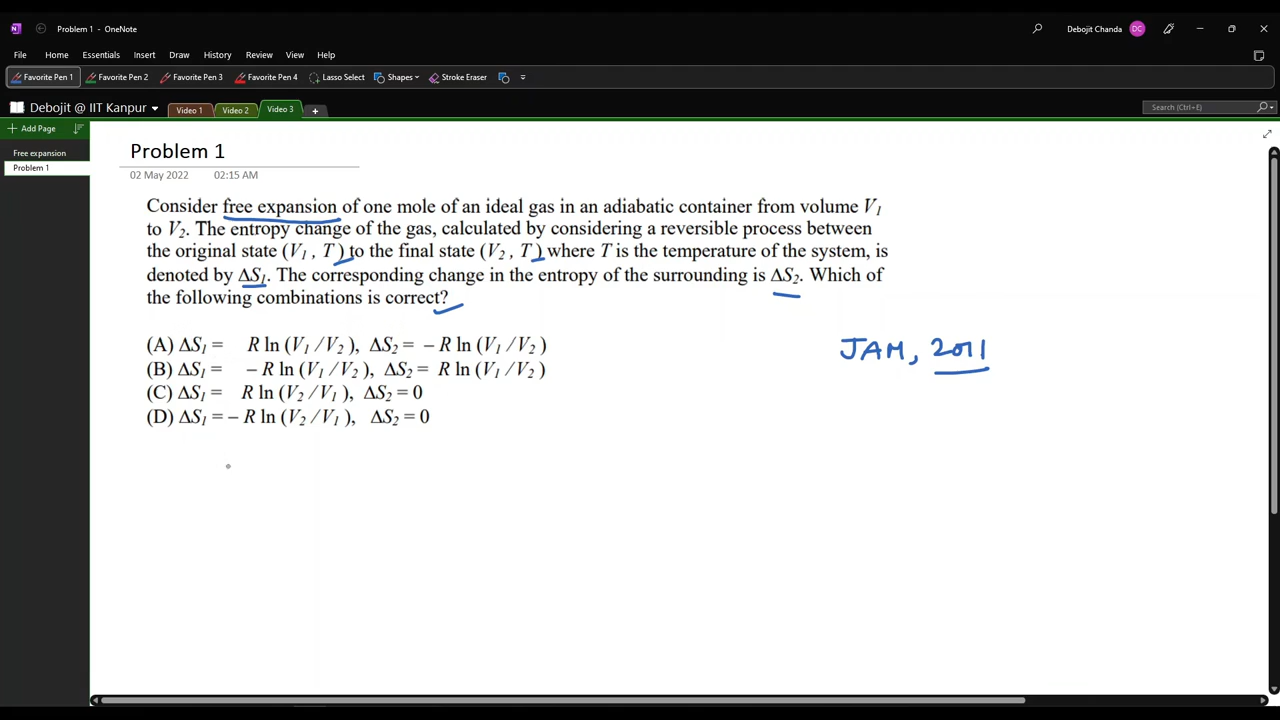 Problem 1 - OneNote
Debojit Chanda DC
File Home Essentials Insert Draw History Review View Help
Favorite Pen 1 Favorite Pen 2 Favorite Pen 3 Favorite Pen 4 Lasso Select Shapes Stroke Eraser
Debojit @ IIT Kanpur Video 1 Video 2 Video 3 + Search (Ctrl+E)
+ Add Page
Free expansion
Problem 1
Problem 1
02 May 2022 02:15 AM
Consider free expansion of one mole of an ideal gas in an adiabatic container from volume V1
to V2. The entropy change of the gas, calculated by considering a reversible process between
the original state (V1 , T ) to the final state (V2 , T ) where T is the temperature of the system, is
denoted by ΔS1. The corresponding change in the entropy of the surrounding is ΔS2. Which of
the following combinations is correct?
(A) ΔS1 = R ln (V1 /V2 ), ΔS2 = – R ln (V1 /V2 )
(B) ΔS1 = – R ln (V1 /V2 ), ΔS2 = R ln (V1 /V2 )
(C) ΔS1 = R ln (V2 /V1 ), ΔS2 = 0
(D) ΔS1 = – R ln (V2 /V1 ), ΔS2 = 0
JAM, 2011